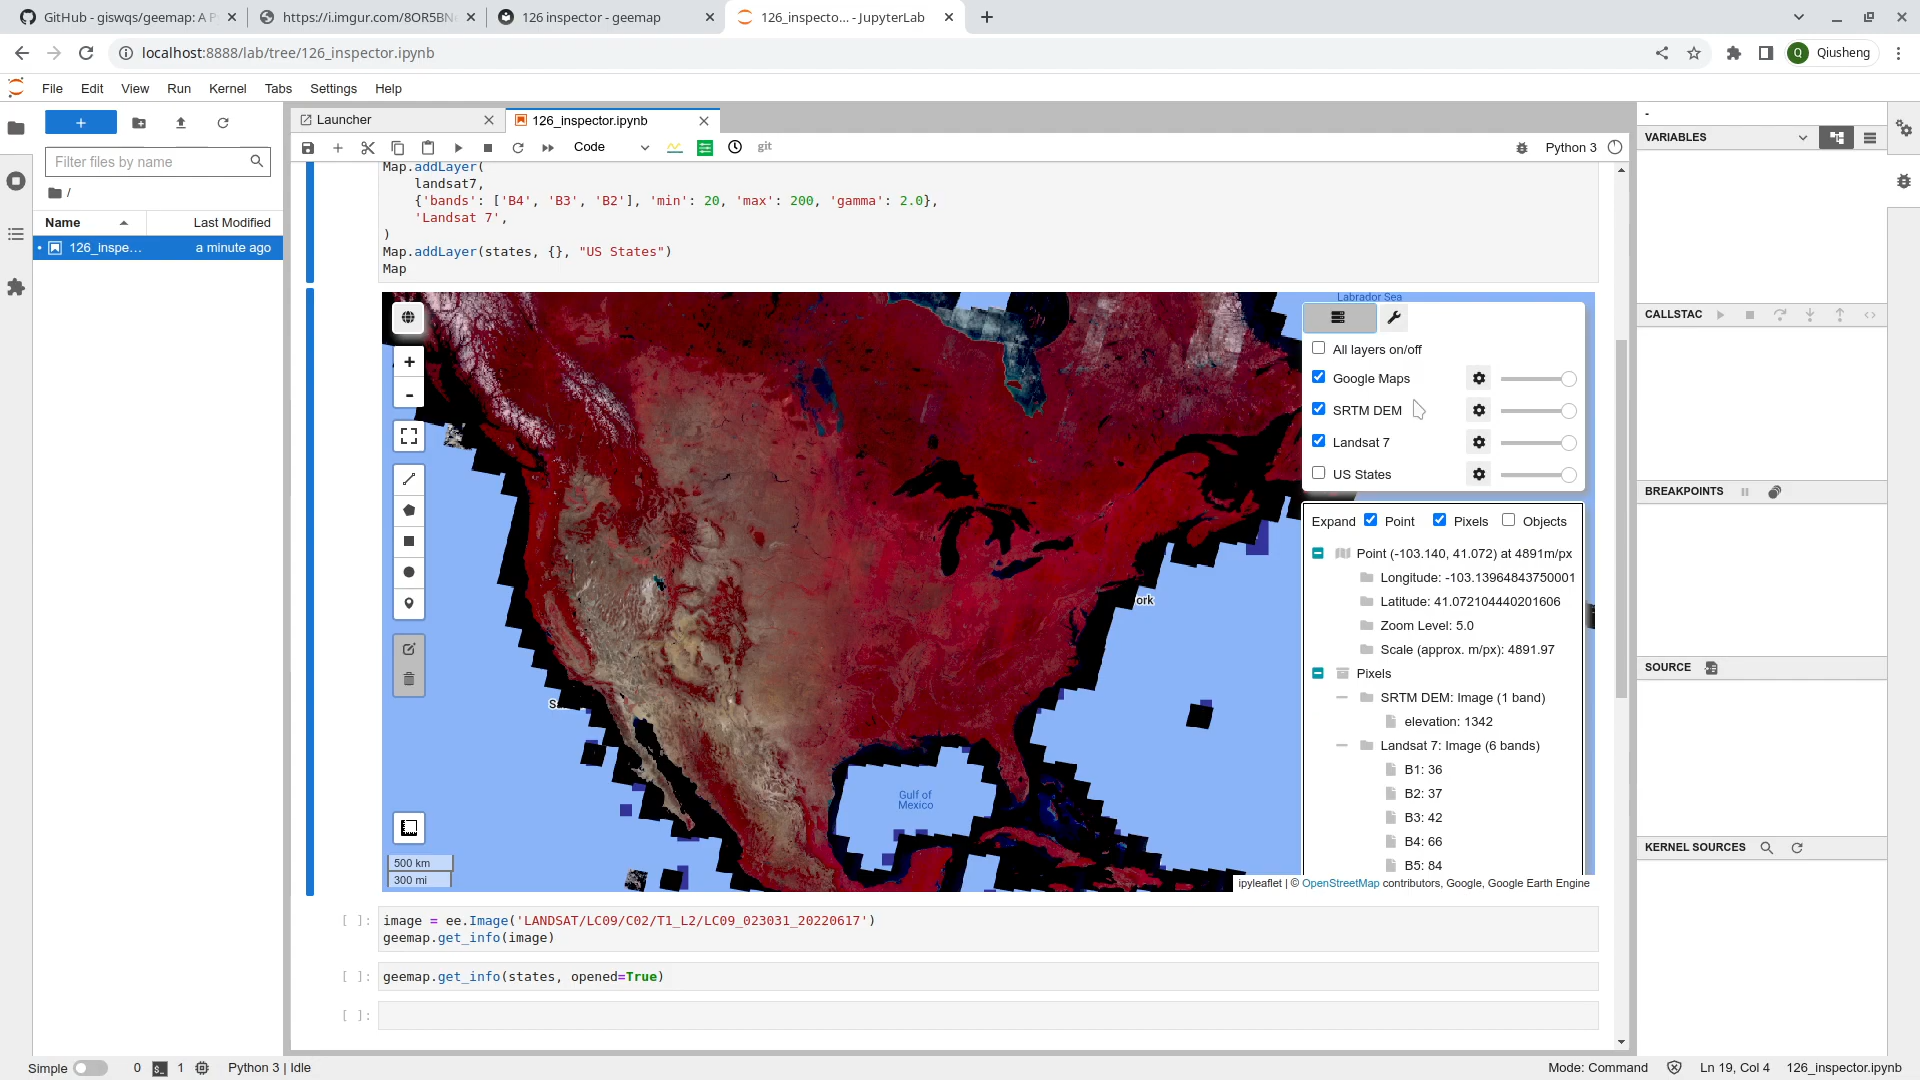 GitHub - giswqs/geemap: A P
https://i.imgur.com/8OR5BN
126 inspector - geemap
126_inspecto... - JupyterLab
localhost:8888/lab/tree/126_inspector.ipynb
Q
Qiusheng
File Edit View Run Kernel Tabs Settings Help
Launcher
126_inspector.ipynb
Code
git
Python 3
Filter files by name
/
Name
Last Modified
126_inspe...
a minute ago
Map.addLayer(
landsat7,
{'bands': ['B4', 'B3', 'B2'], 'min': 20, 'max': 200, 'gamma': 2.0},
'Landsat 7',
)
Map.addLayer(states, {}, "US States")
Map
Labrador Sea
All layers on/off
Google Maps
SRTM DEM
Landsat 7
US States
Expand Point Pixels Objects
Point (-103.140, 41.072) at 4891m/px
Longitude: -103.13964843750001
Latitude: 41.072104440201606
Zoom Level: 5.0
Scale (approx. m/px): 4891.97
Pixels
SRTM DEM: Image (1 band)
elevation: 1342
Landsat 7: Image (6 bands)
B1: 36
B2: 37
B3: 42
B4: 66
B5: 84
ork
Gulf of
Mexico
500 km
300 mi
ipyleaflet | © OpenStreetMap contributors, Google, Google Earth Engine
[ ]:
image = ee.Image('LANDSAT/LC09/C02/T1_L2/LC09_023031_20220617')
geemap.get_info(image)
[ ]:
geemap.get_info(states, opened=True)
[ ]:
-
VARIABLES
CALLSTAC
BREAKPOINTS
SOURCE
KERNEL SOURCES
Simple
0
1
Python 3 | Idle
Mode: Command
Ln 19, Col 4
126_inspector.ipynb